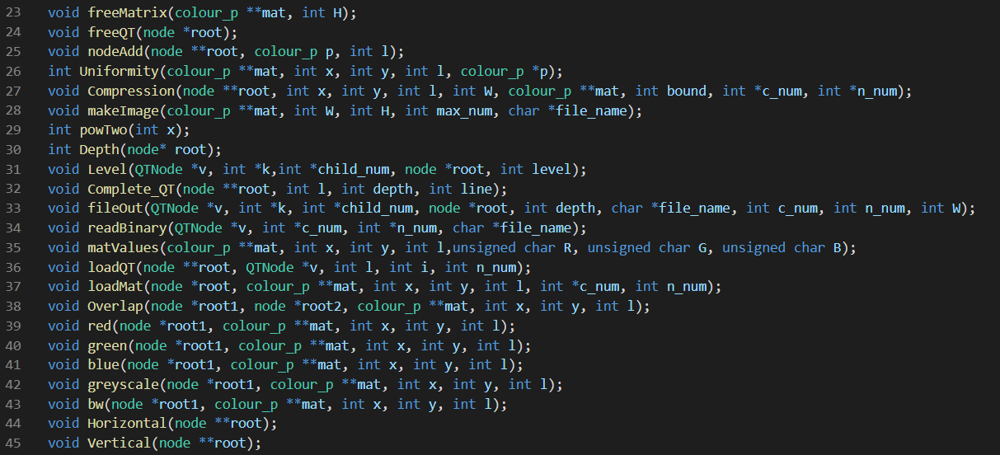 23 void freeMatrix(colour_p **mat, int H);
24 void freeQT(node *root);
25 void nodeAdd(node **root, colour_p p, int l);
26 int Uniformity(colour_p **mat, int x, int y, int l, colour_p *p);
27 void Compression(node **root, int x, int y, int l, int W, colour_p **mat, int bound, int *c_num, int *n_num);
28 void makeImage(colour_p **mat, int W, int H, int max_num, char *file_name);
29 int powTwo(int x);
30 int Depth(node* root);
31 void Level(QTNode *v, int *k,int *child_num, node *root, int level);
32 void Complete_QT(node **root, int l, int depth, int line);
33 void fileOut(QTNode *v, int *k, int *child_num, node *root, int depth, char *file_name, int c_num, int n_num, int W);
34 void readBinary(QTNode *v, int *c_num, int *n_num, char *file_name);
35 void matValues(colour_p **mat, int x, int y, int l,unsigned char R, unsigned char G, unsigned char B);
36 void loadQT(node **root, QTNode *v, int l, int i, int n_num);
37 void loadMat(node *root, colour_p **mat, int x, int y, int l, int *c_num, int n_num);
38 void Overlap(node *root1, node *root2, colour_p **mat, int x, int y, int l);
39 void red(node *root1, colour_p **mat, int x, int y, int l);
40 void green(node *root1, colour_p **mat, int x, int y, int l);
41 void blue(node *root1, colour_p **mat, int x, int y, int l);
42 void greyscale(node *root1, colour_p **mat, int x, int y, int l);
43 void bw(node *root1, colour_p **mat, int x, int y, int l);
44 void Horizontal(node **root);
45 void Vertical(node **root);